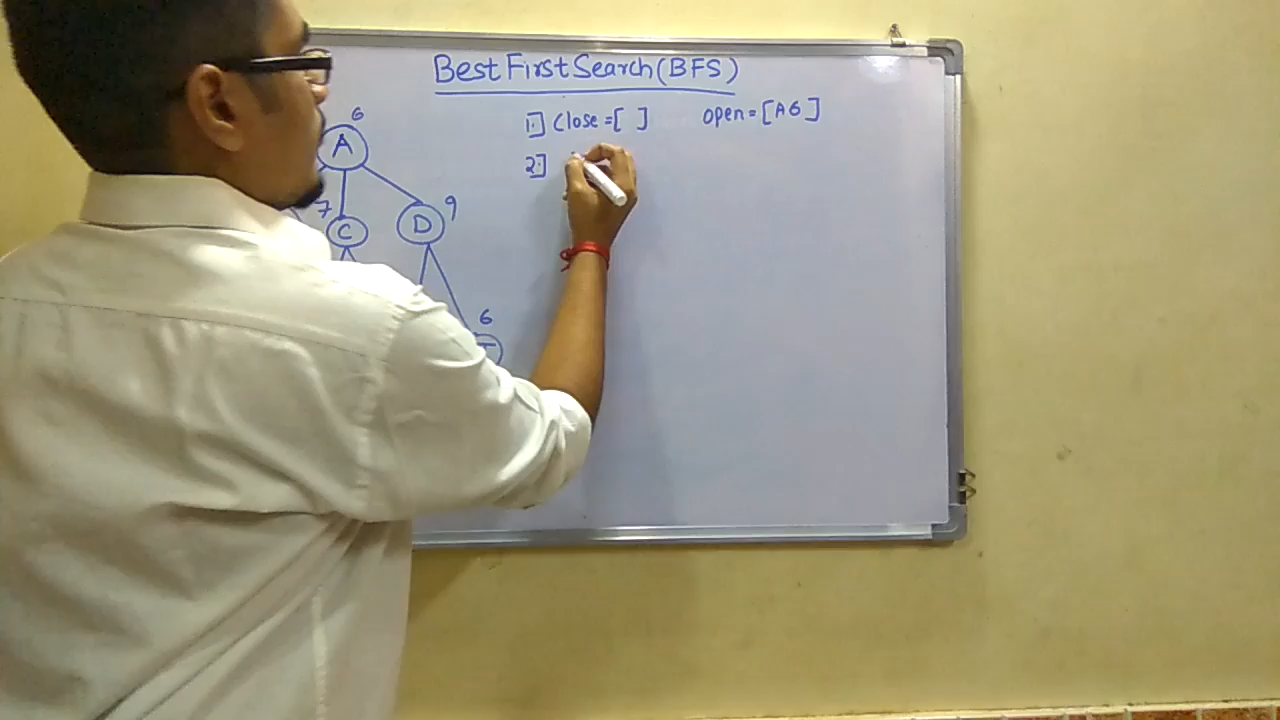 Best First Search (BFS)
1] Close = [ ] Open = [A6]
2]
6
A
7
9
C
D
6